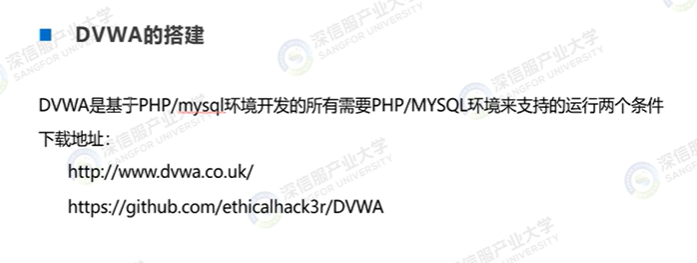 DVWA的搭建
DVWA是基于PHP/mysql环境开发的所有需要PHP/MYSQL环境来支持的运行两个条件
下载地址：
http://www.dvwa.co.uk/
https://github.com/ethicalhack3r/DVWA
深信服产业大学
SANGFOR UNIVERSITY